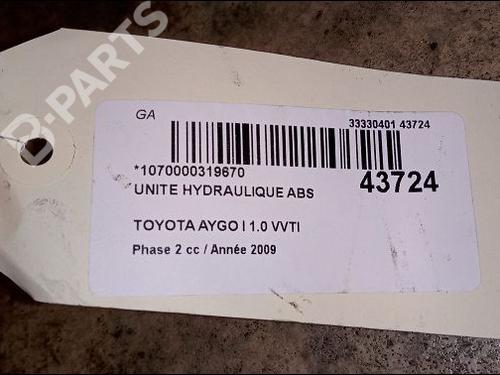 B-PARTS
GA
33330401 43724
*1070000319670
43724
UNITE HYDRAULIQUE ABS
TOYOTA AYGO I 1.0 VVTI
Phase 2 cc / Année 2009